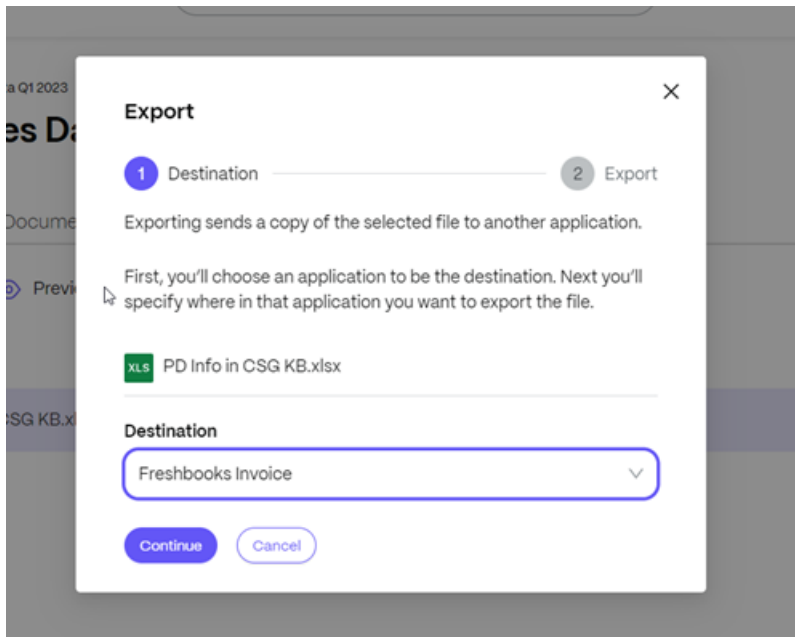 a Q1 2023
es Da
Export
1 Destination
2 Export
Docume
Exporting sends a copy of the selected file to another application.
Previ
First, you'll choose an application to be the destination. Next you'll
specify where in that application you want to export the file.
XLS PD Info in CSG KB.xlsx
SG KB.xl
Destination
Freshbooks Invoice
Continue
Cancel